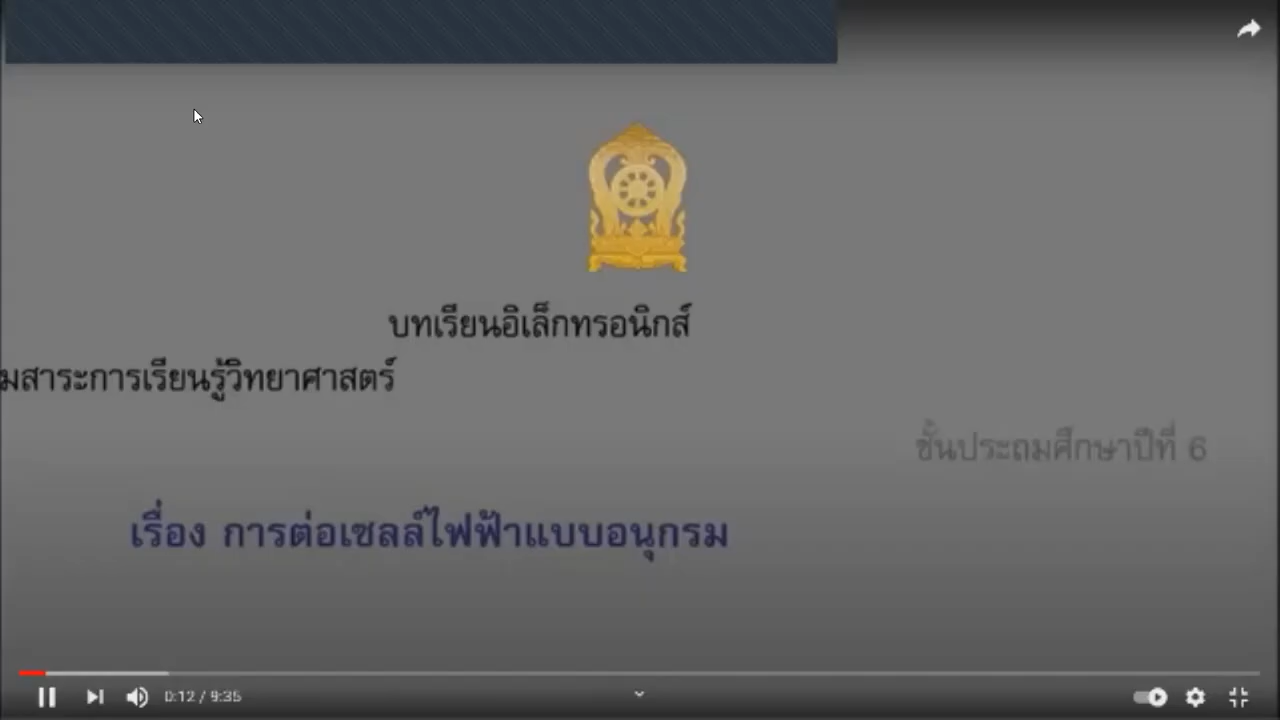 บทเรียนอิเล็กทรอนิกส์
มสาระการเรียนรู้วิทยาศาสตร์
ชั้นประถมศึกษาปีที่ 6
เรื่อง การต่อเซลล์ไฟฟ้าแบบอนุกรม
0:12 / 9:35